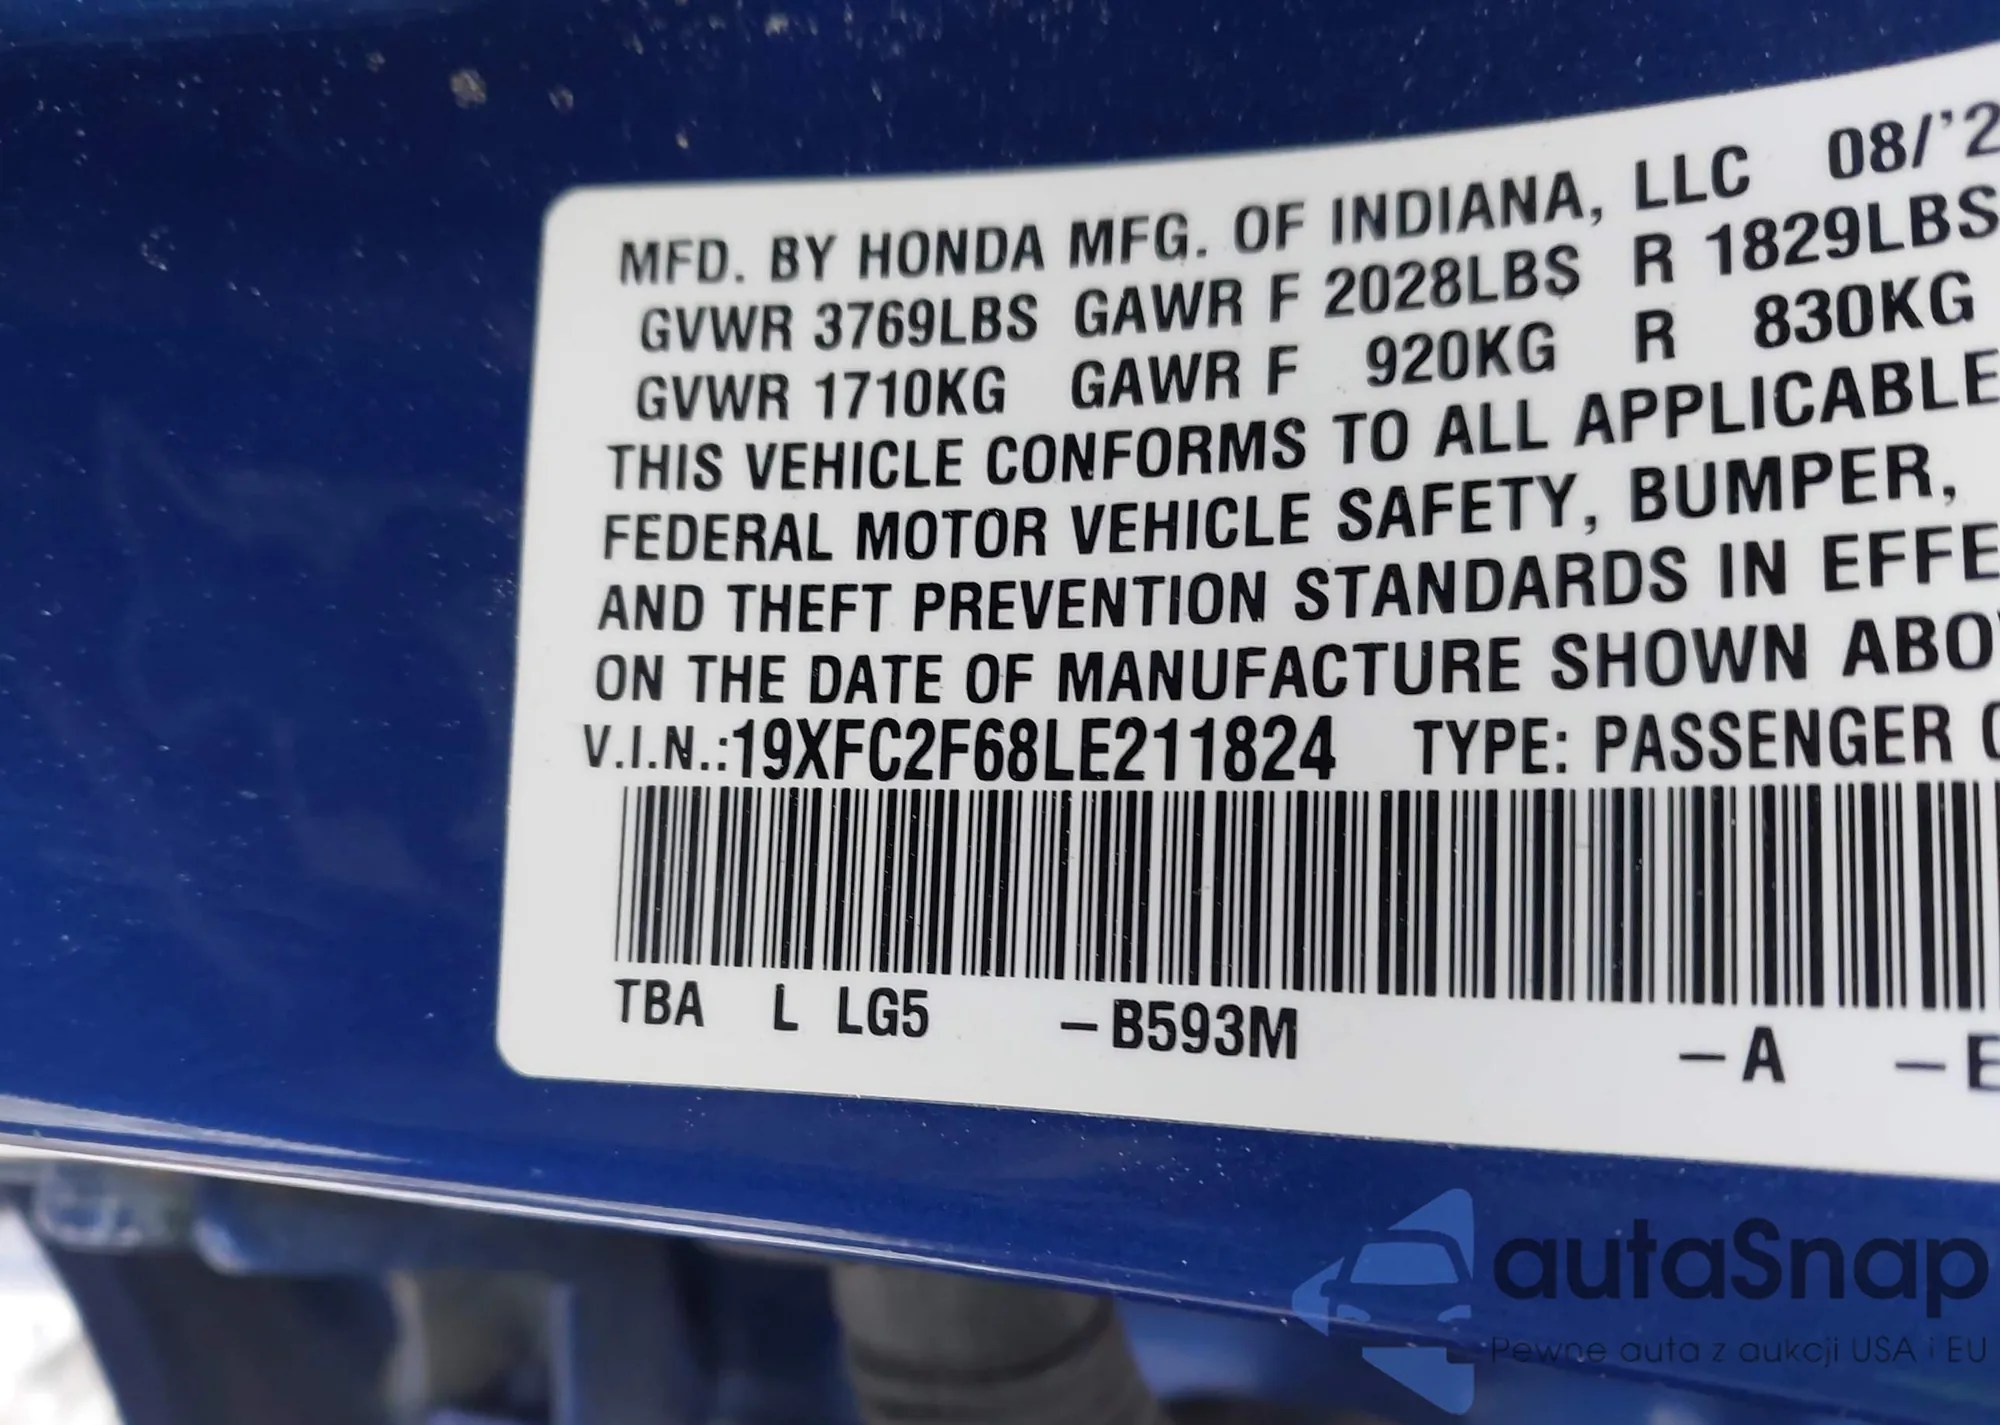 MFD. BY HONDA MFG. OF INDIANA, LLC 08/'2
GVWR 3769LBS GAWR F 2028LBS R 1829LBS
GVWR 1710KG GAWR F 920KG R 830KG
THIS VEHICLE CONFORMS TO ALL APPLICABLE
FEDERAL MOTOR VEHICLE SAFETY, BUMPER,
AND THEFT PREVENTION STANDARDS IN EFFE
ON THE DATE OF MANUFACTURE SHOWN ABO
V.I.N.:19XFC2F68LE211824 TYPE: PASSENGER
TBA L LG5 –B593M –A –E
autaSnap
Pewne auta z aukcji USA i EU